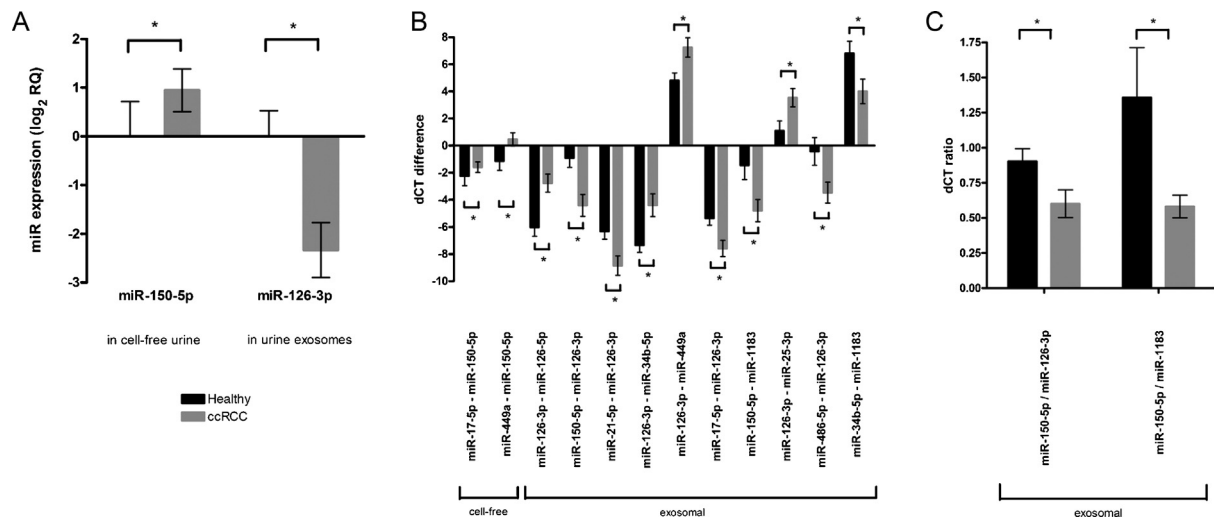 A
miR expression (log2 RQ)
2
1
0
-1
-2
-3
*
*
miR-150-5p
miR-126-3p
in cell-free urine
in urine exosomes
Healthy
ccRCC
B
dCT difference
8
6
4
2
0
-2
-4
-6
-8
-10
*
*
*
*
*
*
*
*
*
*
*
*
miR-17-5p - miR-150-5p
miR-449a - miR-150-5p
miR-126-3p - miR-126-5p
miR-150-5p - miR-126-3p
miR-21-5p - miR-126-3p
miR-126-3p - miR-34b-5p
miR-126-3p - miR-449a
miR-17-5p - miR-126-3p
miR-150-5p - miR-1183
miR-126-3p - miR-25-3p
miR-486-5p - miR-126-3p
miR-34b-5p - miR-1183
cell-free
exosomal
C
dCT ratio
1.75
1.50
1.25
1.00
0.75
0.50
0.25
0.00
*
*
miR-150-5p / miR-126-3p
miR-150-5p / miR-1183
exosomal